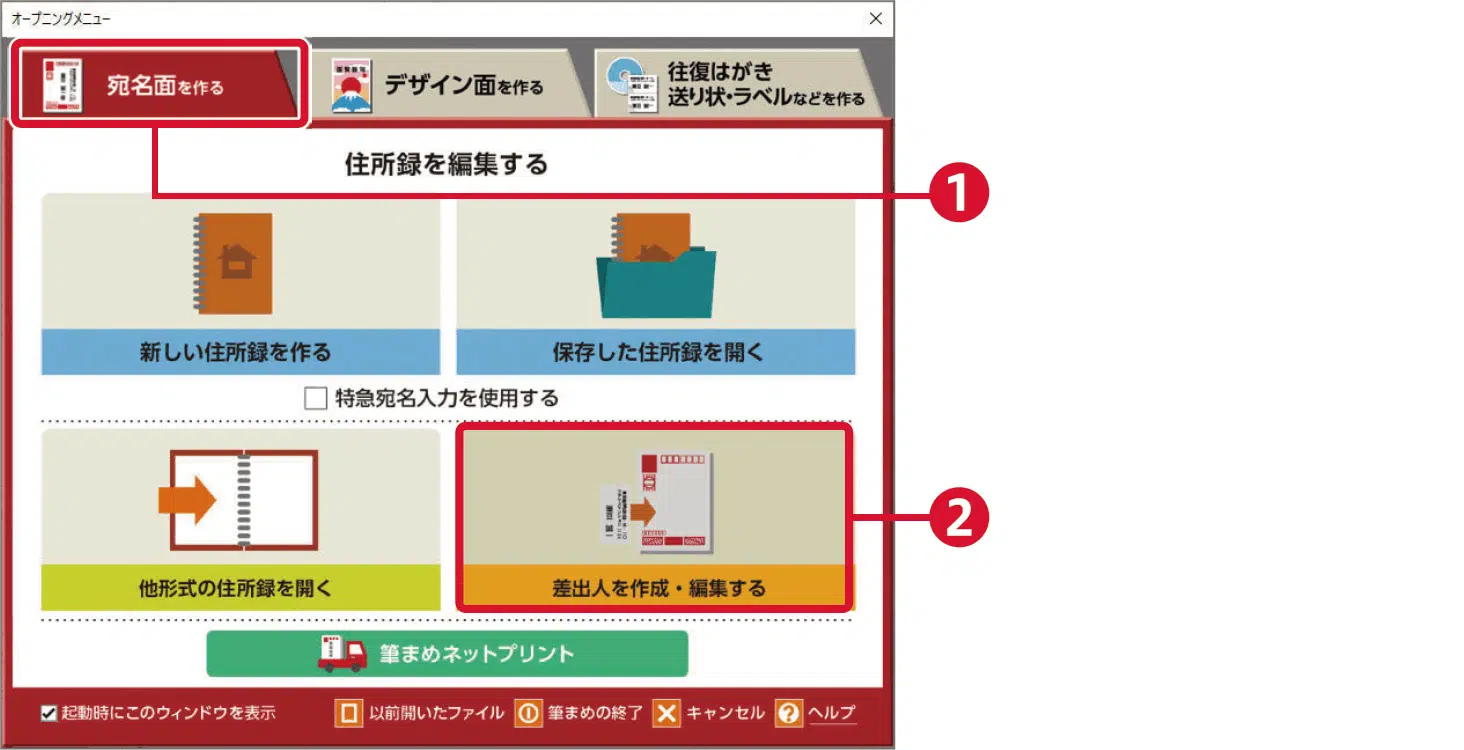 オープニングメニュー
宛名面を作る
デザイン面を作る
往復はがき
送り状・ラベルなどを作る
住所録を編集する
1
新しい住所録を作る
保存した住所録を開く
特急宛名入力を使用する
他形式の住所録を開く
差出人を作成・編集する
2
筆まめネットプリント
起動時にこのウィンドウを表示
以前開いたファイル
筆まめの終了
キャンセル
ヘルプ